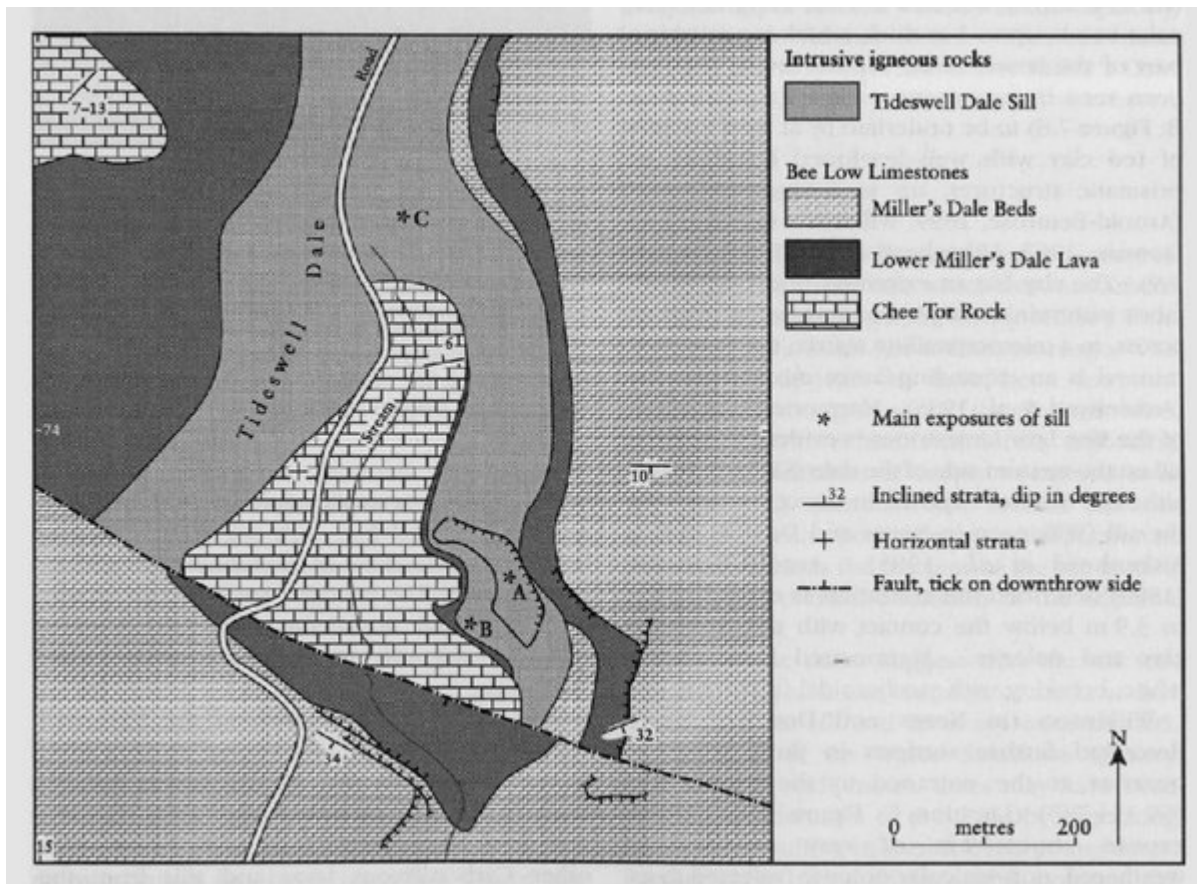 Road
7–13
C
Dale
Tideswell
6
Stream
74
10
A
B
32
34
15
Intrusive igneous rocks
Tideswell Dale Sill
Bee Low Limestones
Miller's Dale Beds
Lower Miller's Dale Lava
Chee Tor Rock
Main exposures of sill
32 Inclined strata, dip in degrees
Horizontal strata
Fault, tick on downthrow side
N
0 metres 200